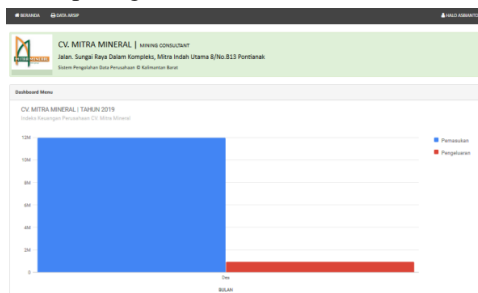 BERANDA DATA ARSIP HALO ASBIANTO
CV. MITRA MINERAL | MINING CONSULTANT
Jalan. Sungai Raya Dalam Kompleks, Mitra Indah Utama 8/No.B13 Pontianak
Sistem Pengolahan Data Perusahaan © Kalimantan Barat
Dashboard Menu
CV. MITRA MINERAL | TAHUN 2019
Indeks Keuangan Perusahaan CV. Mitra Mineral
12M
10M
8M
6M
4M
2M
0
Pemasukan
Pengeluaran
Des
BULAN